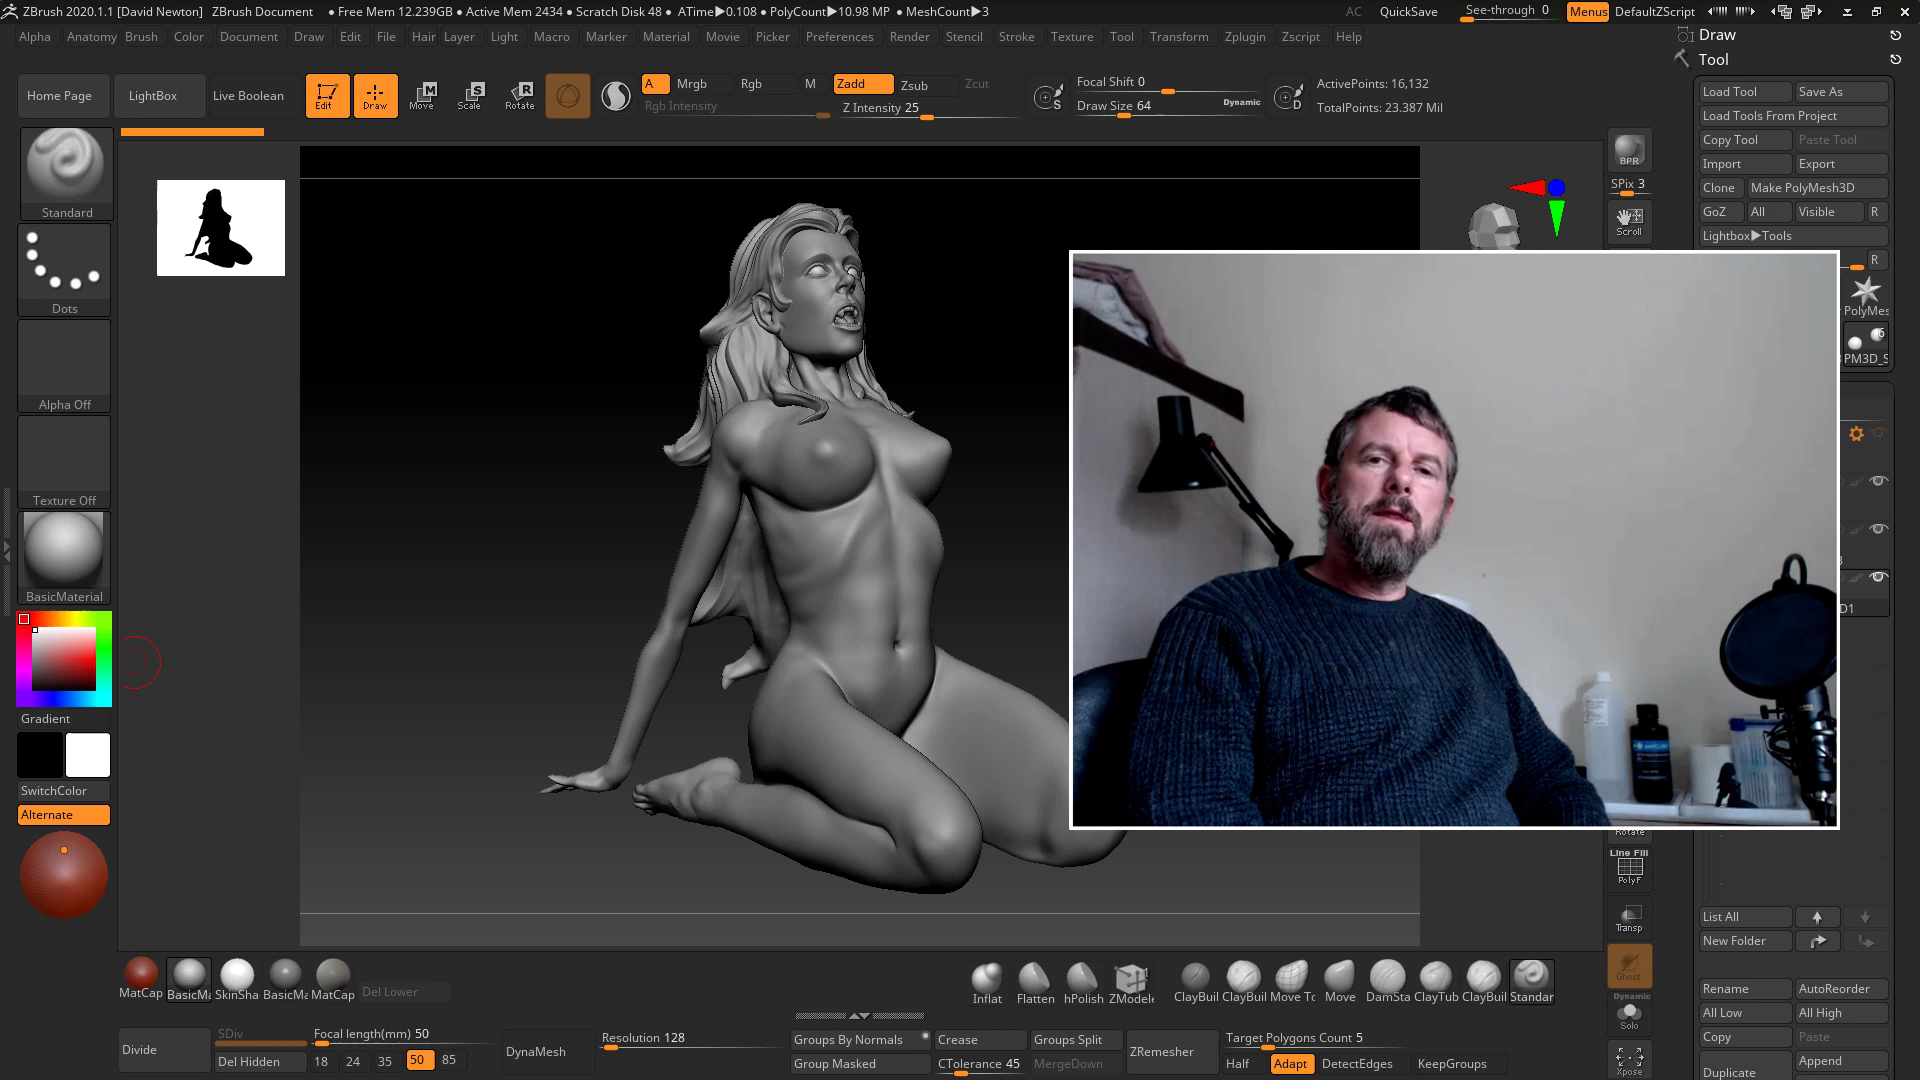 ZBrush 2020.1.1 [David Newton] ZBrush Document • Free Mem 12.239GB • Active Mem 2434 • Scratch Disk 48 • ATime▶0.108 • PolyCount▶10.98 MP • MeshCount▶3 AC QuickSave See-through 0 Menus DefaultZScript
Alpha Anatomy Brush Color Document Draw Edit File Hair Layer Light Macro Marker Material Movie Picker Preferences Render Stencil Stroke Texture Tool Transform Zplugin Zscript Help
Draw
Tool
Home Page LightBox Live Boolean Edit Draw Move Scale Rotate
A Mrgb Rgb M Zadd Zsub Zcut
Rgb Intensity Z Intensity 25
Focal Shift 0
Draw Size 64 Dynamic
ActivePoints: 16,132
TotalPoints: 23.387 Mil
Standard
Dots
Alpha Off
Texture Off
BasicMaterial
Gradient
SwitchColor
Alternate
BPR
SPix 3
Scroll
Load Tool Save As
Load Tools From Project
Copy Tool Paste Tool
Import Export
Clone Make PolyMesh3D
GoZ All Visible R
Lightbox▶Tools
R
PolyMes
6
PM3D_S
D1
Rotate
Line Fill
PolyF
Transp
Ghost
Dynamic
Solo
Xpose
List All
New Folder
Rename AutoReorder
All Low All High
Copy Paste
Duplicate Append
MatCap BasicMa SkinSha BasicMa MatCap Del Lower
Inflat Flatten hPolish ZModele ClayBuil ClayBuil Move Tc Move DamSta ClayTub ClayBuil Standar
Divide SDiv Del Hidden
Focal length(mm) 50
18 24 35 50 85
DynaMesh Resolution 128
Groups By Normals Crease Groups Split
Group Masked CTolerance 45 MergeDown
ZRemesher Target Polygons Count 5
Half Adapt DetectEdges KeepGroups